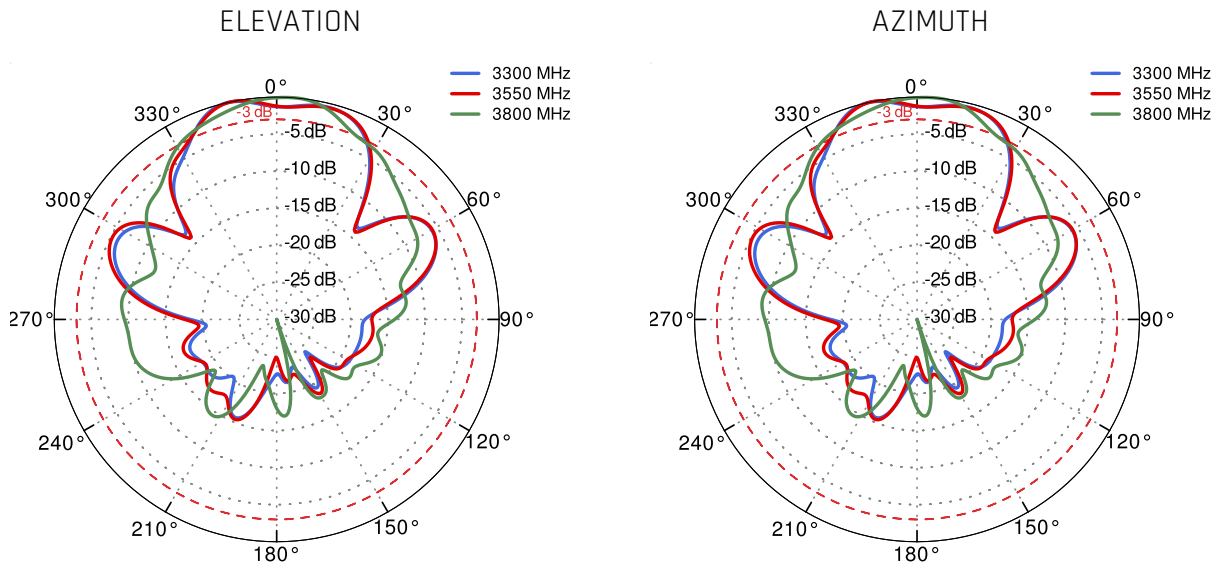 ELEVATION
3300 MHz
3550 MHz
3800 MHz
0°
30°
60°
90°
120°
150°
180°
210°
240°
270°
300°
330°
-3 dB
-5 dB
-10 dB
-15 dB
-20 dB
-25 dB
-30 dB
AZIMUTH
3300 MHz
3550 MHz
3800 MHz
0°
30°
60°
90°
120°
150°
180°
210°
240°
270°
300°
330°
-3 dB
-5 dB
-10 dB
-15 dB
-20 dB
-25 dB
-30 dB